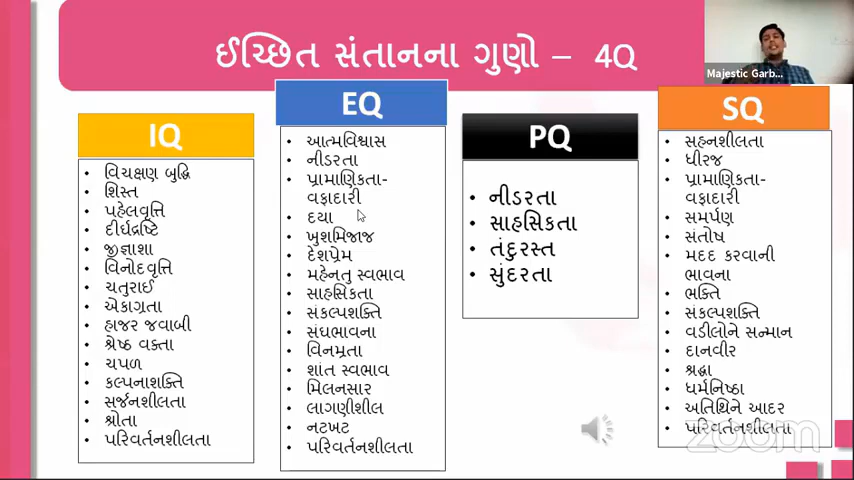 ઈચ્છિત સંતાનના ગુણો – 4Q
Majestic Garb...
IQ
વિચક્ષણ બુદ્ધિ
શિસ્ત
પહેલવૃત્તિ
દીર્ઘદ્રષ્ટિ
જીજ્ઞાશા
વિનોદવૃત્તિ
ચતુરાઈ
એકાગ્રતા
હાજર જવાબી
શ્રેષ્ઠ વક્તા
ચપળ
કલ્પનાશક્તિ
સર્જનશીલતા
શ્રોતા
પરિવર્તનશીલતા
EQ
આત્મવિશ્વાસ
નીડરતા
પ્રામાણિકતા-
વફાદારી
દયા
ખુશમિજાજ
દેશપ્રેમ
મહેનતુ સ્વભાવ
સાહસિકતા
સંકલ્પશક્તિ
સંઘભાવના
વિનમ્રતા
શાંત સ્વભાવ
મિલનસાર
લાગણીશીલ
નટખટ
પરિવર્તનશીલતા
PQ
નીડરતા
સાહસિકતા
તંદુરસ્ત
સુંદરતા
SQ
સહનશીલતા
ધીરજ
પ્રામાણિકતા-
વફાદારી
સમર્પણ
સંતોષ
મદદ કરવાની
ભાવના
ભક્તિ
સંકલ્પશક્તિ
વડીલોને સન્માન
દાનવીર
શ્રદ્ધા
ધર્મનિષ્ઠા
અતિથિને આદર
પરિવર્તનશીલતા
zoom